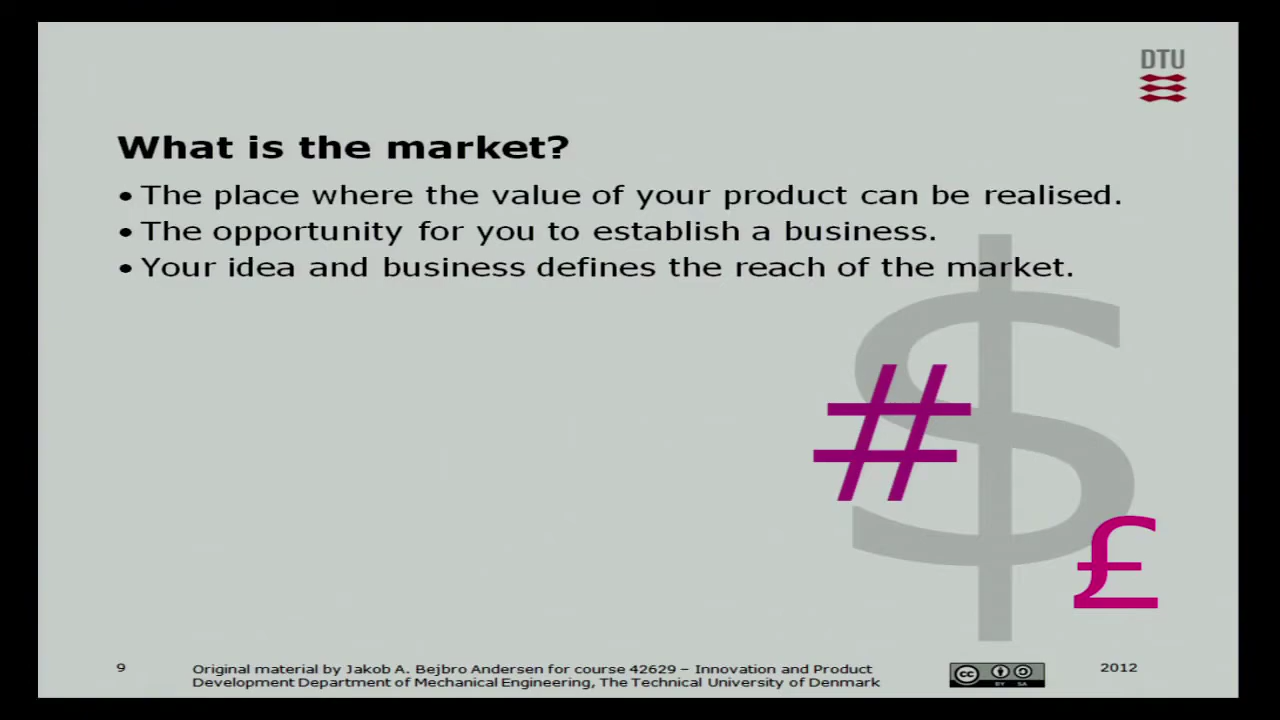 DTU
What is the market?
• The place where the value of your product can be realised.
• The opportunity for you to establish a business.
• Your idea and business defines the reach of the market.
$
#
£
9
Original material by Jakob A. Bejbro Andersen for course 42629 – Innovation and Product
Development Department of Mechanical Engineering, The Technical University of Denmark
cc
BY SA
2012